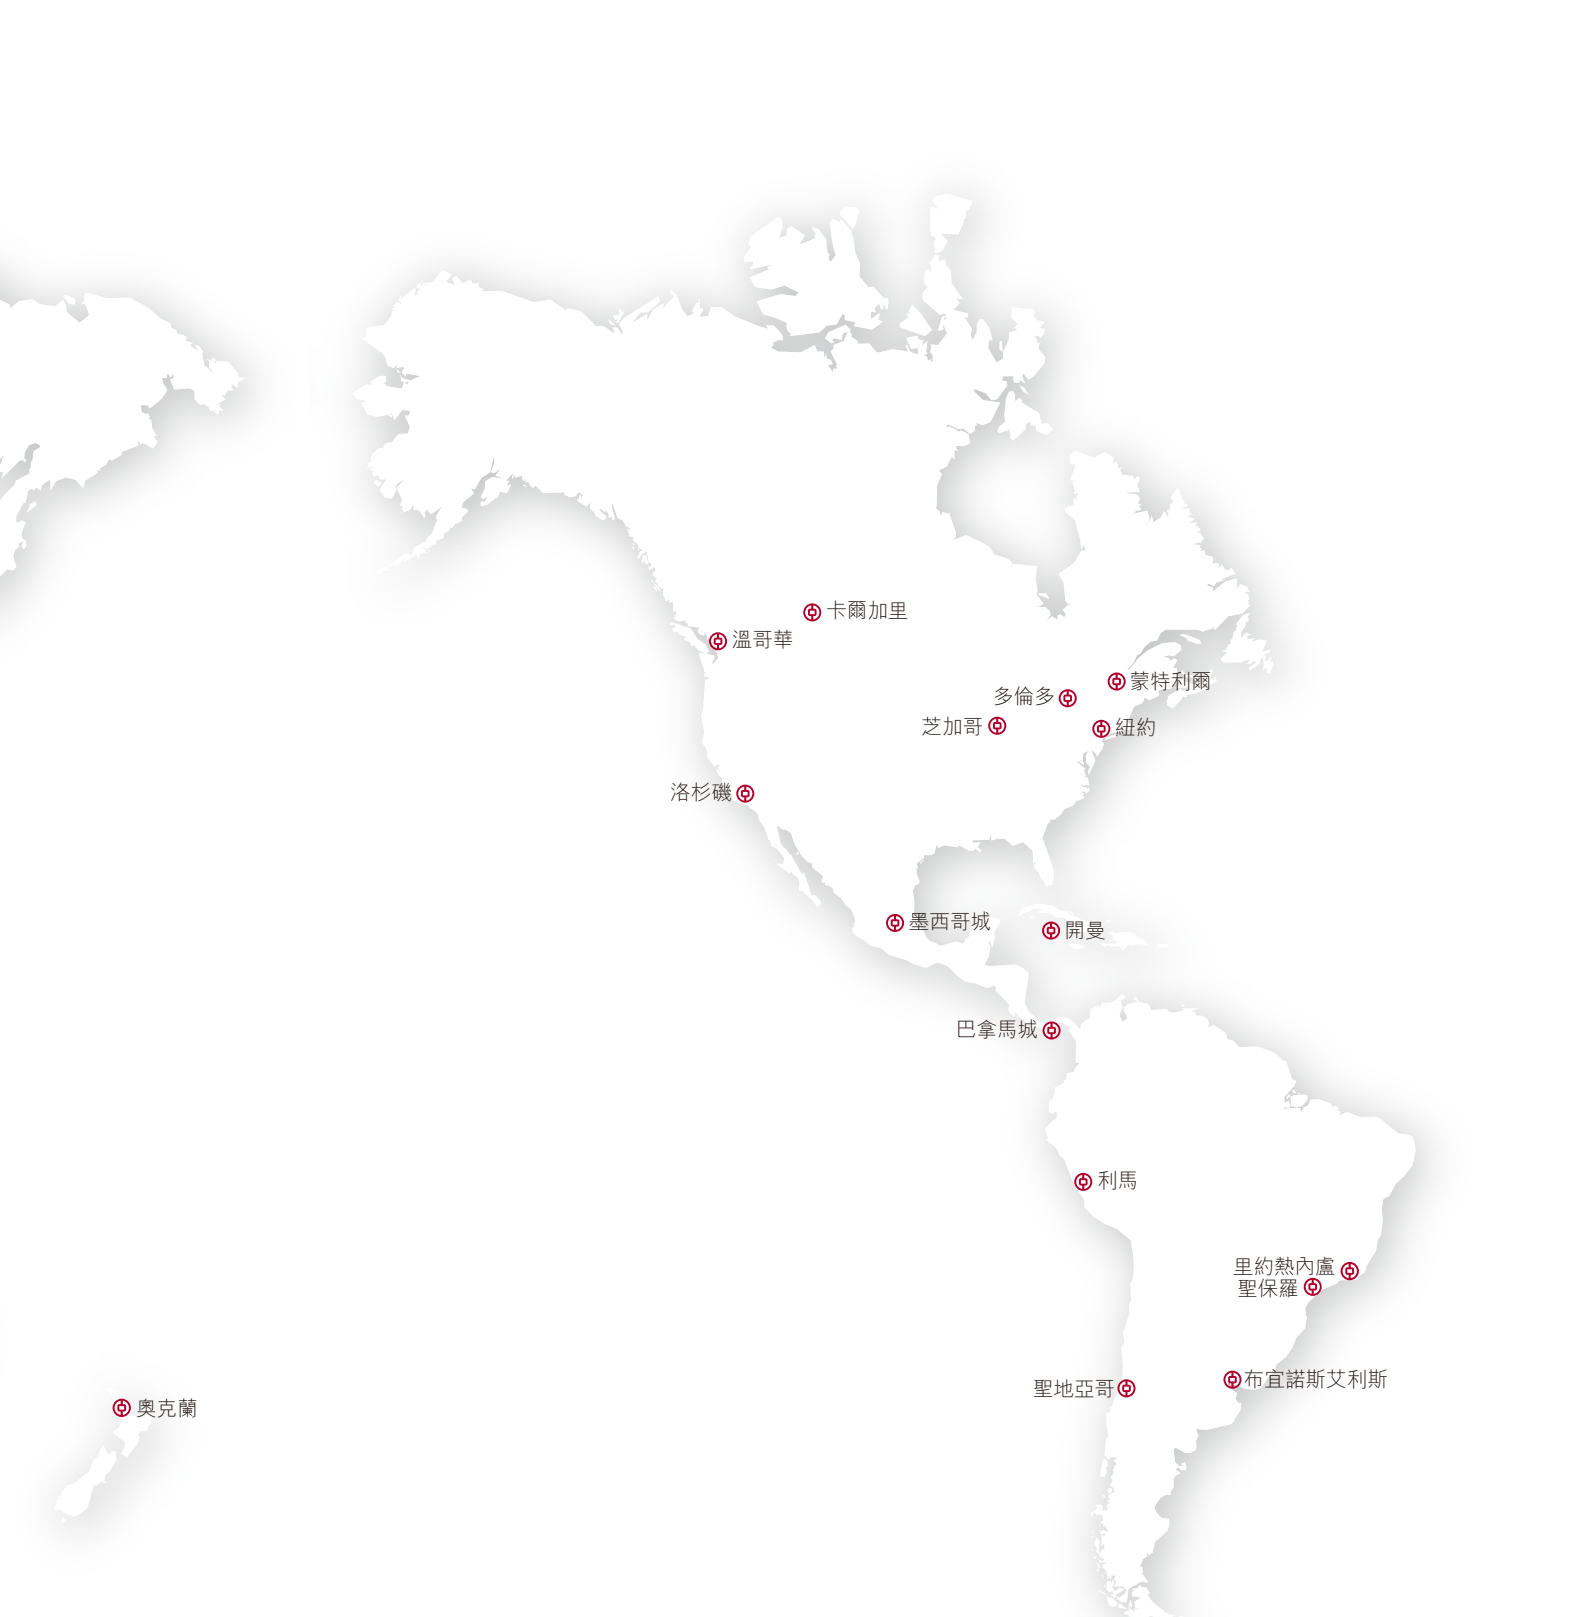 卡爾加里
溫哥華
蒙特利爾
多倫多
芝加哥
紐約
洛杉磯
墨西哥城
開曼
巴拿馬城
利馬
里約熱內盧
聖保羅
聖地亞哥
布宜諾斯艾利斯
奧克蘭